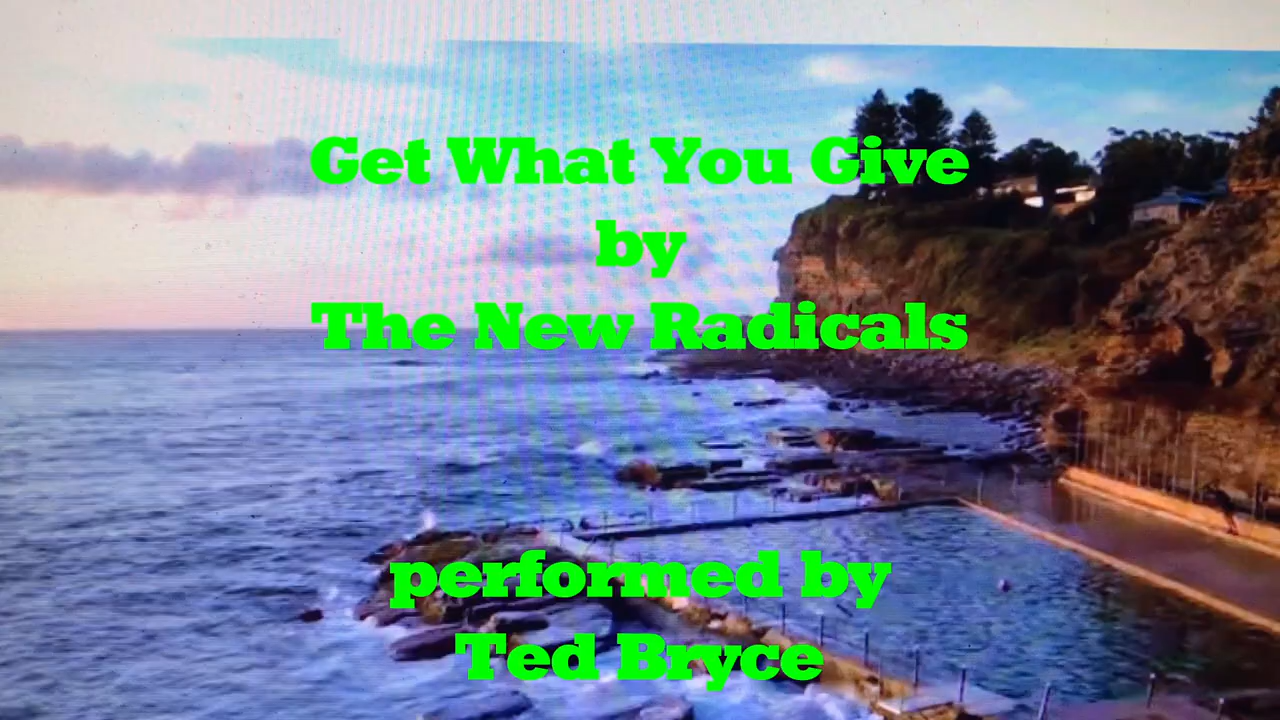 Get What You Give
by
The New Radicals
performed by
Ted Bryce